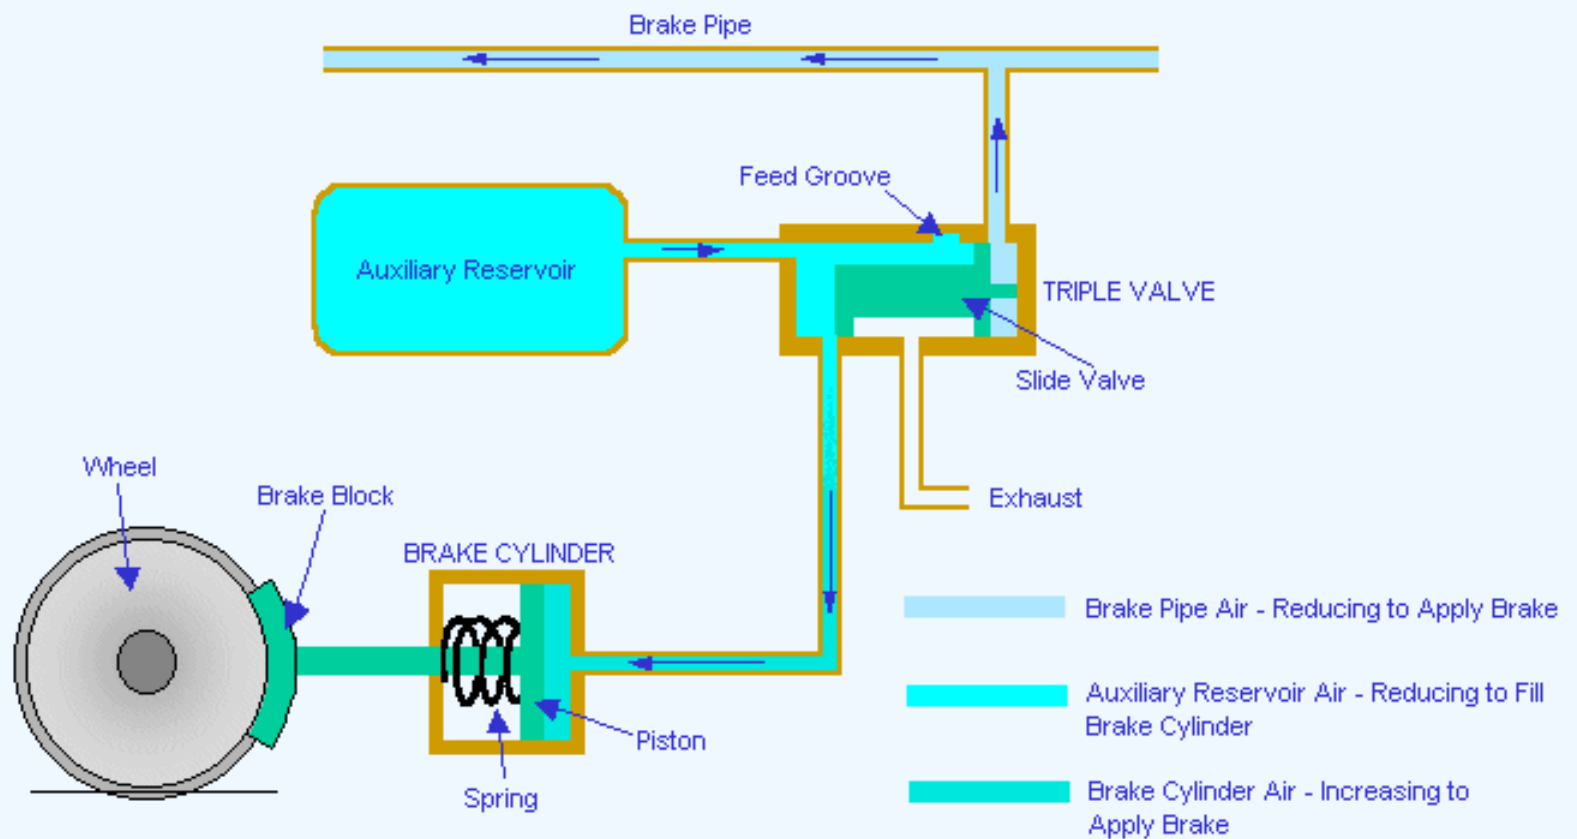 Brake Pipe
Feed Groove
Auxiliary Reservoir
TRIPLE VALVE
Slide Valve
Wheel
Brake Block
Exhaust
BRAKE CYLINDER
Brake Pipe Air - Reducing to Apply Brake
Auxiliary Reservoir Air - Reducing to Fill
Brake Cylinder
Piston
Spring
Brake Cylinder Air - Increasing to
Apply Brake